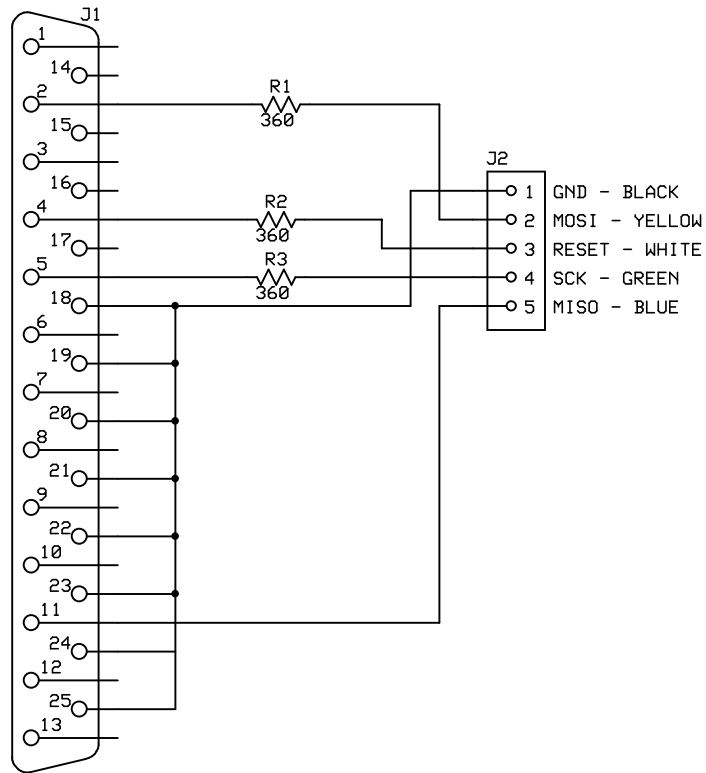 J1
1
14
2
R1
360
15
3
J2
16
1 GND - BLACK
4
R2
360
2 MOSI - YELLOW
17
3 RESET - WHITE
5
R3
360
4 SCK - GREEN
18
5 MISO - BLUE
6
19
7
20
8
21
9
22
10
23
11
24
12
25
13